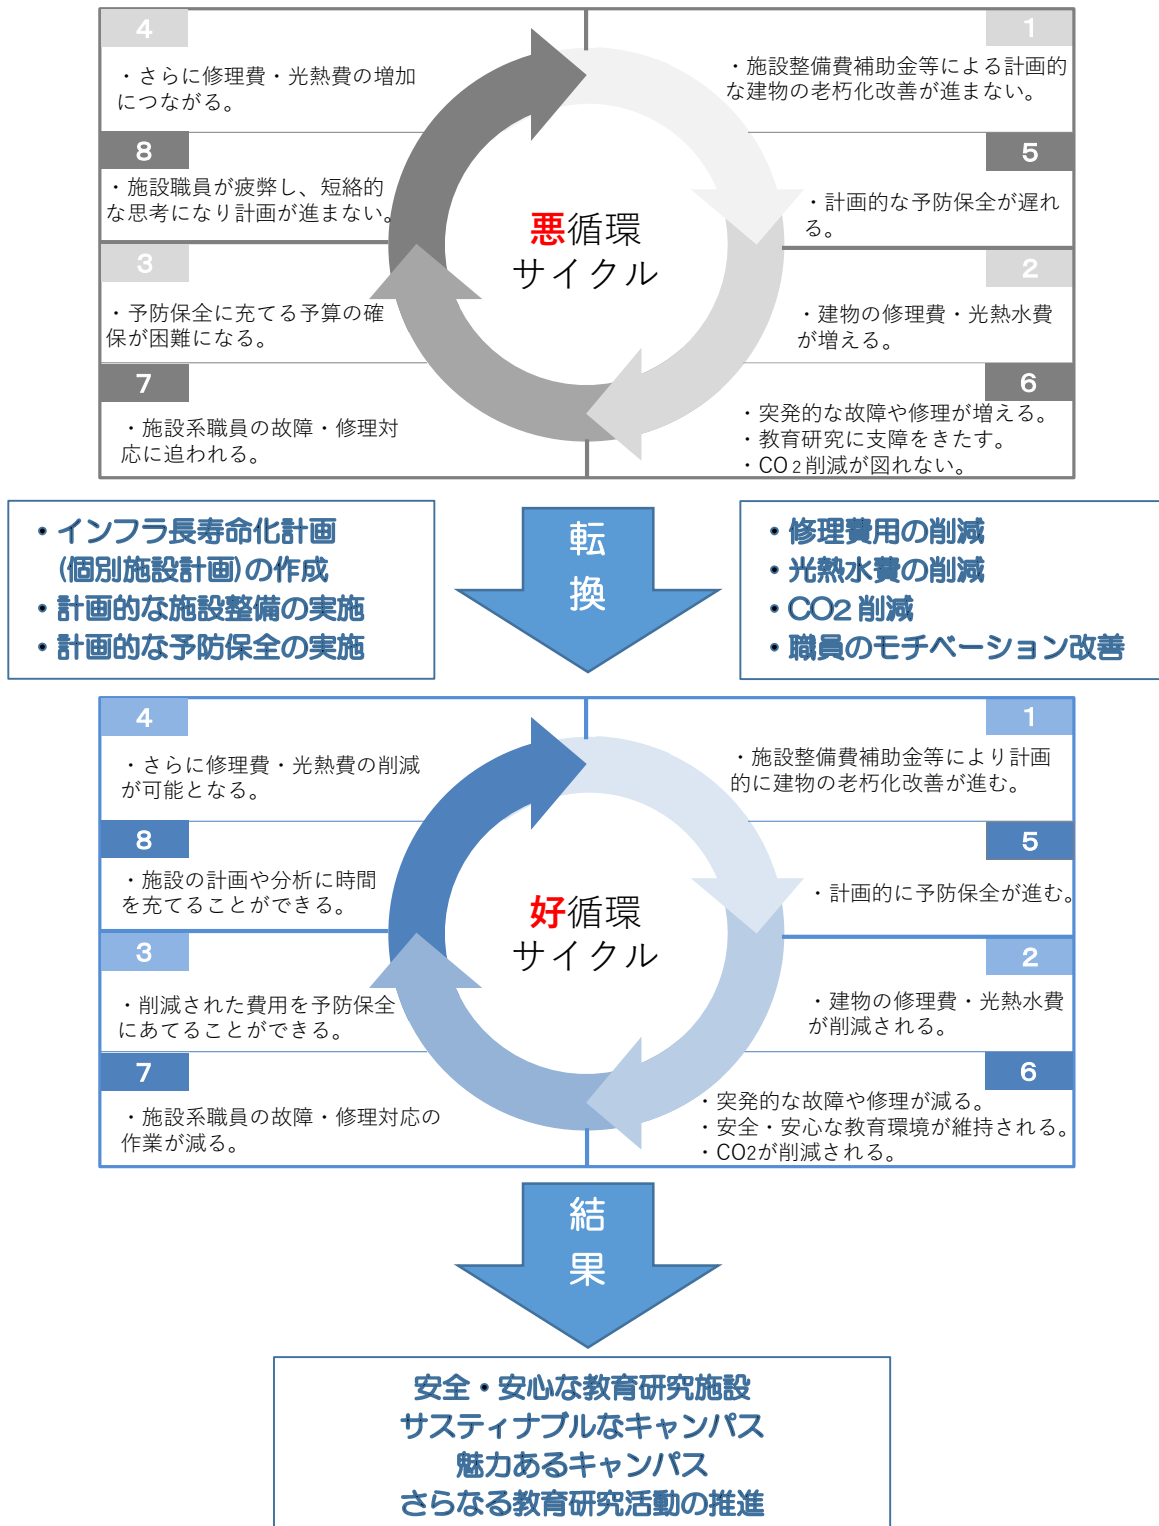 4
・さらに修理費・光熱費の増加
につながる。
8
・施設職員が疲弊し、短絡的
な思考になり計画が進まない。
3
・予防保全に充てる予算の確
保が困難になる。
7
・施設系職員の故障・修理対
応に追われる。
悪循環
サイクル
1
・施設整備費補助金等による計画的
な建物の老朽化改善が進まない。
5
・計画的な予防保全が遅れ
る。
2
・建物の修理費・光熱水費
が増える。
6
・突発的な故障や修理が増える。
・教育研究に支障をきたす。
・CO2削減が図れない。
・インフラ長寿命化計画
(個別施設計画)の作成
・計画的な施設整備の実施
・計画的な予防保全の実施
転
換
・修理費用の削減
・光熱水費の削減
・CO2 削減
・職員のモチベーション改善
4
・さらに修理費・光熱費の削減
が可能となる。
8
・施設の計画や分析に時間
を充てることができる。
3
・削減された費用を予防保全
にあてることができる。
7
・施設系職員の故障・修理対応の
作業が減る。
好循環
サイクル
1
・施設整備費補助金等により計画
的に建物の老朽化改善が進む。
5
・計画的に予防保全が進む。
2
・建物の修理費・光熱水費
が削減される。
6
・突発的な故障や修理が減る。
・安全・安心な教育環境が維持される。
・CO2が削減される。
結
果
安全・安心な教育研究施設
サスティナブルなキャンパス
魅力あるキャンパス
さらなる教育研究活動の推進